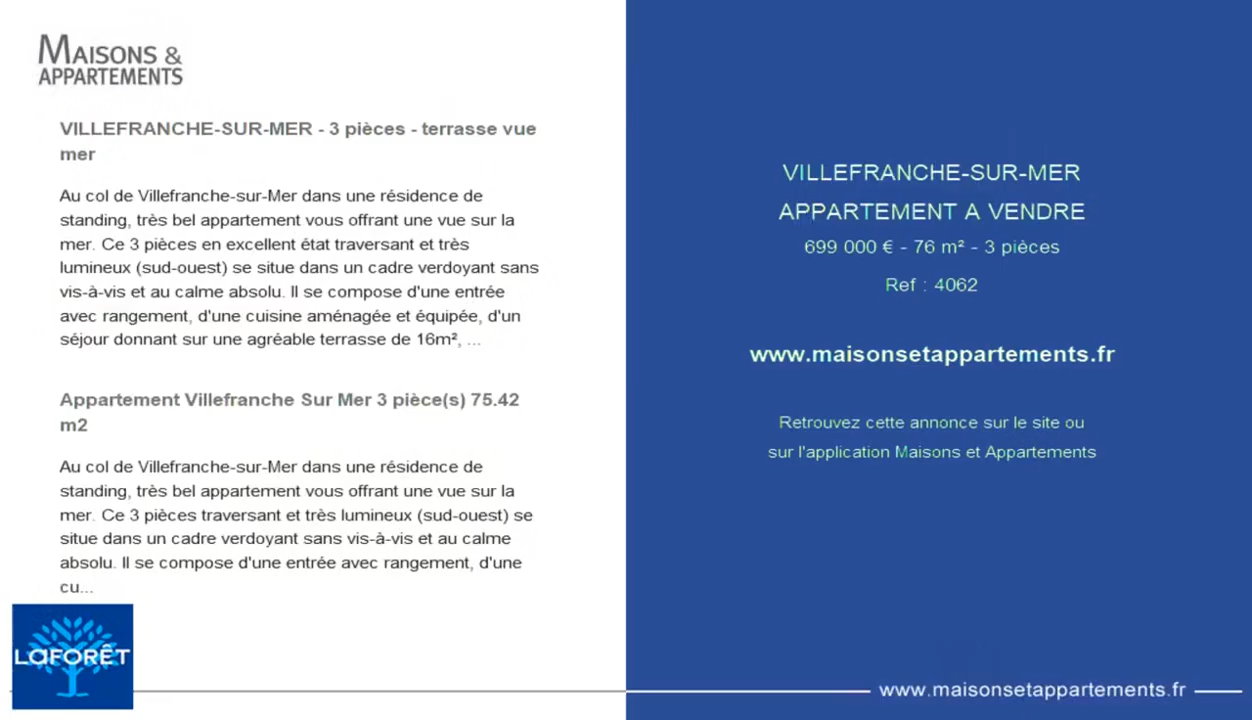 MAISONS &
APPARTEMENTS
VILLEFRANCHE-SUR-MER - 3 pièces - terrasse vue
mer
Au col de Villefranche-sur-Mer dans une résidence de
standing, très bel appartement vous offrant une vue sur la
mer. Ce 3 pièces en excellent état traversant et très
lumineux (sud-ouest) se situe dans un cadre verdoyant sans
vis-à-vis et au calme absolu. Il se compose d'une entrée
avec rangement, d'une cuisine aménagée et équipée, d'un
séjour donnant sur une agréable terrasse de 16m², ...
Appartement Villefranche Sur Mer 3 pièce(s) 75.42
m2
Au col de Villefranche-sur-Mer dans une résidence de
standing, très bel appartement vous offrant une vue sur la
mer. Ce 3 pièces traversant et très lumineux (sud-ouest) se
situe dans un cadre verdoyant sans vis-à-vis et au calme
absolu. Il se compose d'une entrée avec rangement, d'une
cu...
LAFORÊT
VILLEFRANCHE-SUR-MER
APPARTEMENT A VENDRE
699 000 € - 76 m² - 3 pièces
Ref : 4062
www.maisonsetappartements.fr
Retrouvez cette annonce sur le site ou
sur l'application Maisons et Appartements
www.maisonsetappartements.fr